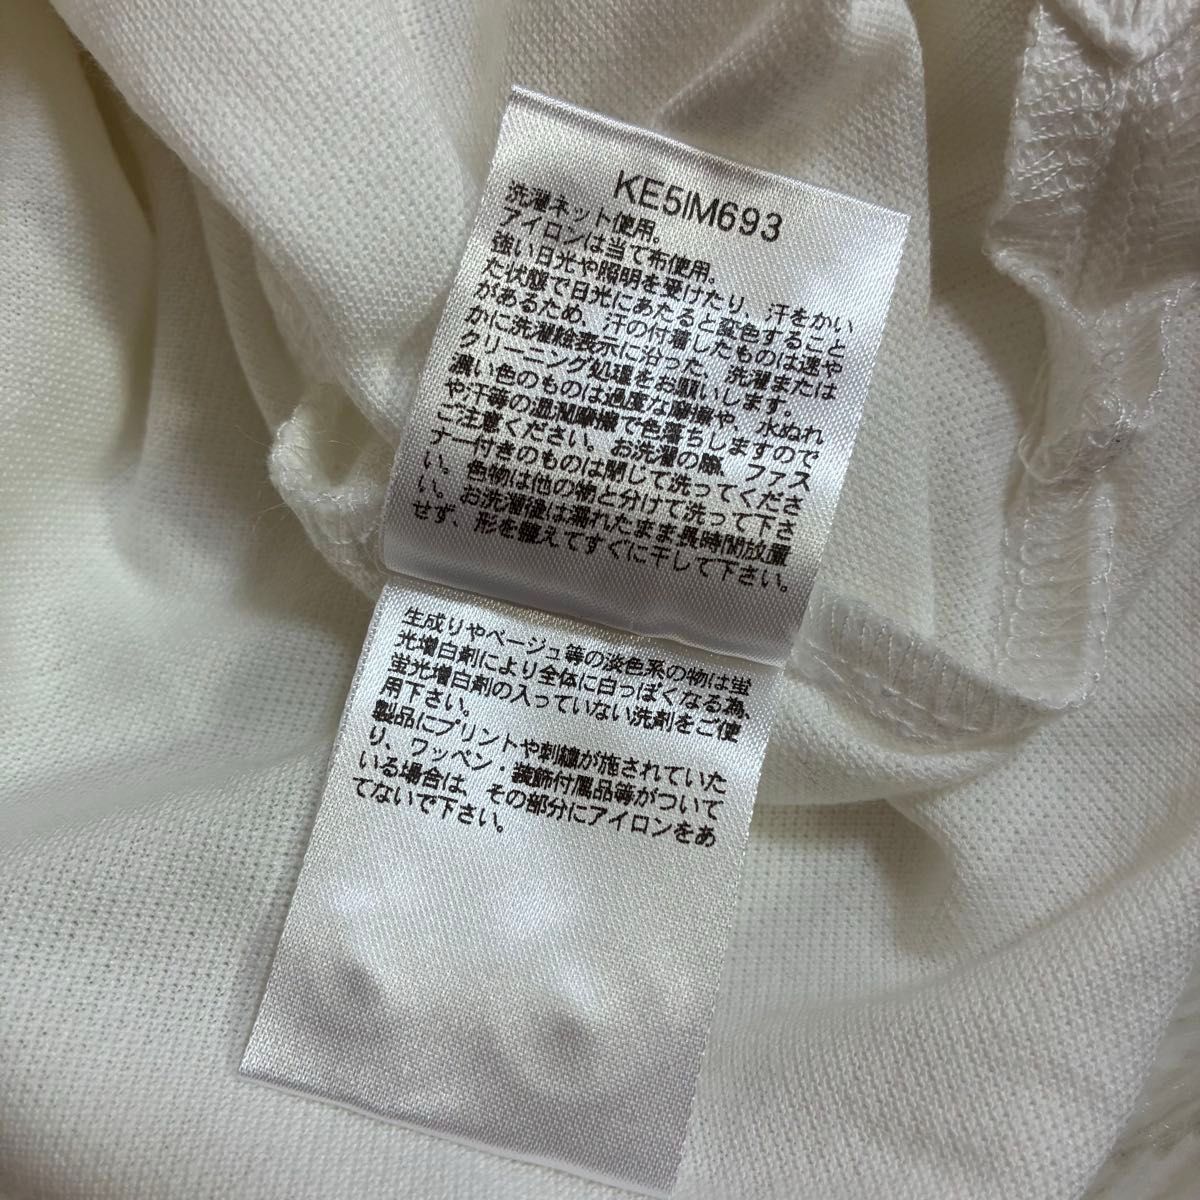 KE5IM693
洗濯ネット使用。
アイロンは当て布使用。
強い日光や照明を受けたり、汗をかい
た状態で日光にあたると変色すること
があるため、汗の付着したものは速や
かに洗濯絵表示に沿った、洗濯または
クリーニング処理をお願いします。
濃い色のものは過度な摩擦や、水ぬれ
や汗等の湿潤摩擦で色落ちしますので
ご注意ください。お洗濯の際、ファス
ナー付きのものは閉じて洗ってくださ
い。色物は他の物と分けて洗って下さ
い。お洗濯後は濡れたまま長時間放置
せず、形を整えてすぐに干して下さい。
生成りやベージュ等の淡色系の物は蛍
光増白剤により全体に白っぽくなる為、
蛍光増白剤の入っていない洗剤をご使
用下さい。
製品にプリントや刺繍が施されていた
り、ワッペン・装飾付属品等がついて
いる場合は、その部分にアイロンをあ
てないで下さい。